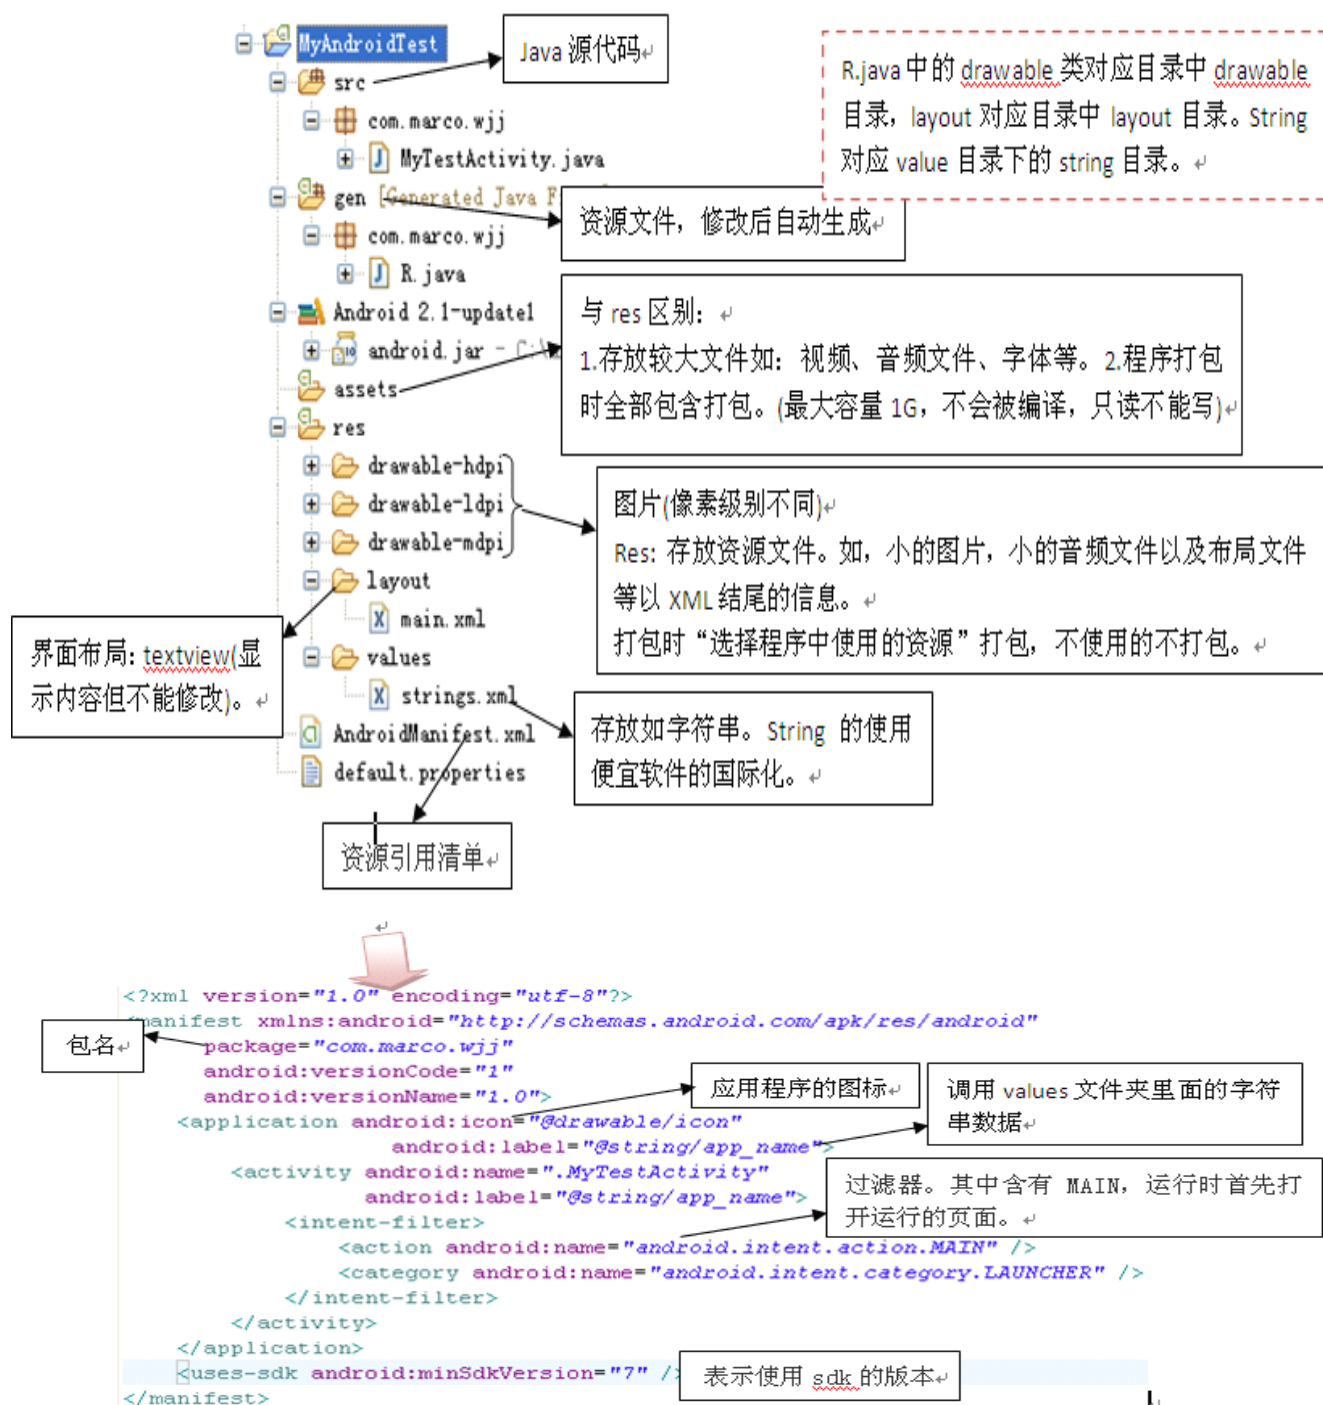 MyAndroidTest
Java 源代码
src
com.marco.wjj
MyTestActivity.java
R.java 中的 drawable 类对应目录中 drawable
目录，layout 对应目录中 layout 目录。String
对应 value 目录下的 string 目录。
gen [Generated Java F
资源文件，修改后自动生成
com.marco.wjj
R.java
Android 2.1-update1
android.jar - C:\
assets
与 res 区别：
1.存放较大文件如：视频、音频文件、字体等。2.程序打包
时全部包含打包。(最大容量 1G，不会被编译，只读不能写)
res
drawable-hdpi
drawable-ldpi
drawable-mdpi
图片(像素级别不同)
Res: 存放资源文件。如，小的图片，小的音频文件以及布局文件
等以 XML 结尾的信息。
打包时“选择程序中使用的资源”打包，不使用的不打包。
layout
main.xml
界面布局: textview(显
示内容但不能修改)。
values
strings.xml
存放如字符串。String 的使用
便宜软件的国际化。
AndroidManifest.xml
default.properties
资源引用清单
<?xml version="1.0" encoding="utf-8"?>
<manifest xmlns:android="http://schemas.android.com/apk/res/android"
包名
package="com.marco.wjj"
android:versionCode="1"
android:versionName="1.0">
应用程序的图标
调用 values 文件夹里面的字符
串数据
<application android:icon="@drawable/icon"
android:label="@string/app_name">
<activity android:name=".MyTestActivity"
android:label="@string/app_name">
过滤器。其中含有 MAIN，运行时首先打
开运行的页面。
<intent-filter>
<action android:name="android.intent.action.MAIN" />
<category android:name="android.intent.category.LAUNCHER" />
</intent-filter>
</activity>
</application>
<uses-sdk android:minSdkVersion="7" />
表示使用 sdk 的版本
</manifest>